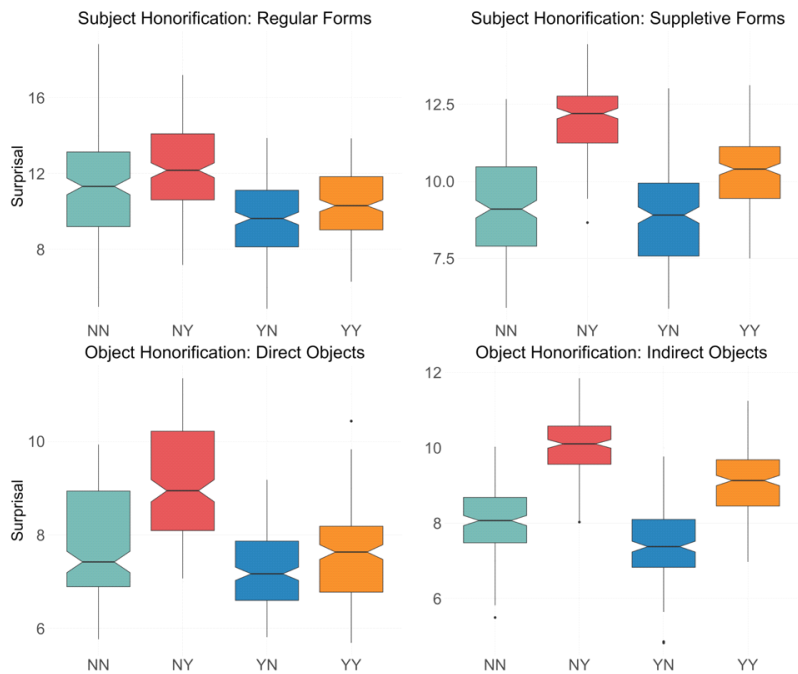 Subject Honorification: Regular Forms
Subject Honorification: Suppletive Forms
16
12
8
Surprisal
12.5
10.0
7.5
NN NY YN YY
NN NY YN YY
Object Honorification: Direct Objects
Object Honorification: Indirect Objects
10
8
6
Surprisal
12
10
8
6
NN NY YN YY
NN NY YN YY